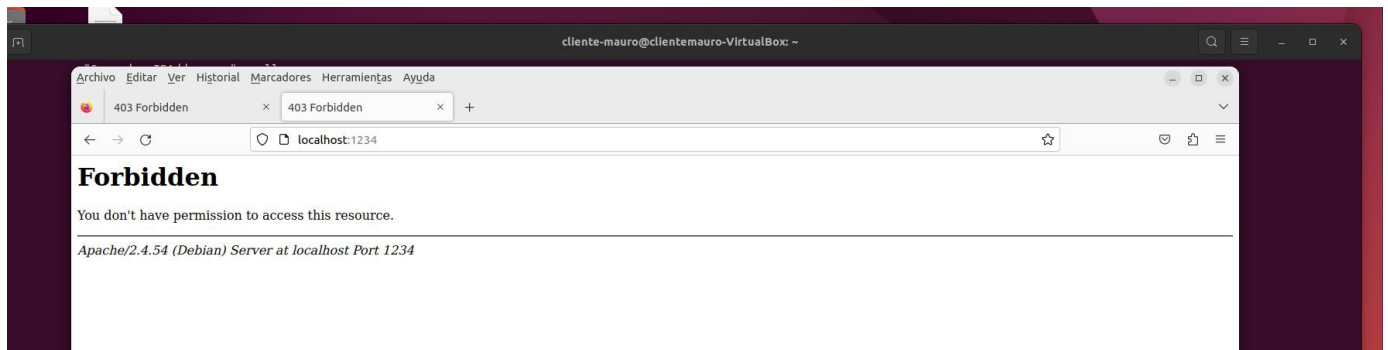 cliente-mauro@clientemauro-VirtualBox: ~
Archivo Editar Ver Historial Marcadores Herramientas Ayuda
403 Forbidden × 403 Forbidden × +
localhost:1234
Forbidden
You don't have permission to access this resource.
Apache/2.4.54 (Debian) Server at localhost Port 1234